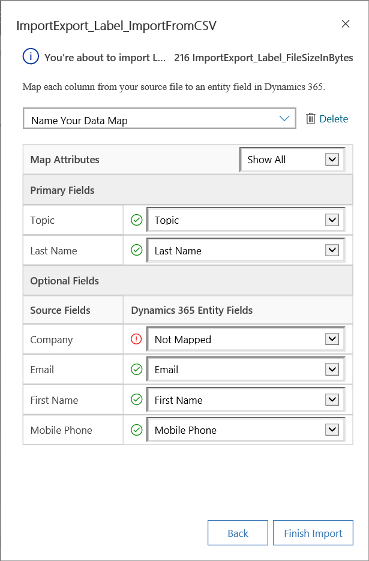 ImportExport_Label_ImportFromCSV
You're about to import L... 216 ImportExport_Label_FileSizeInBytes
Map each column from your source file to an entity field in Dynamics 365.
Name Your Data Map Delete
Map Attributes Show All
Primary Fields
Topic Topic
Last Name Last Name
Optional Fields
Source Fields Dynamics 365 Entity Fields
Company Not Mapped
Email Email
First Name First Name
Mobile Phone Mobile Phone
Back Finish Import